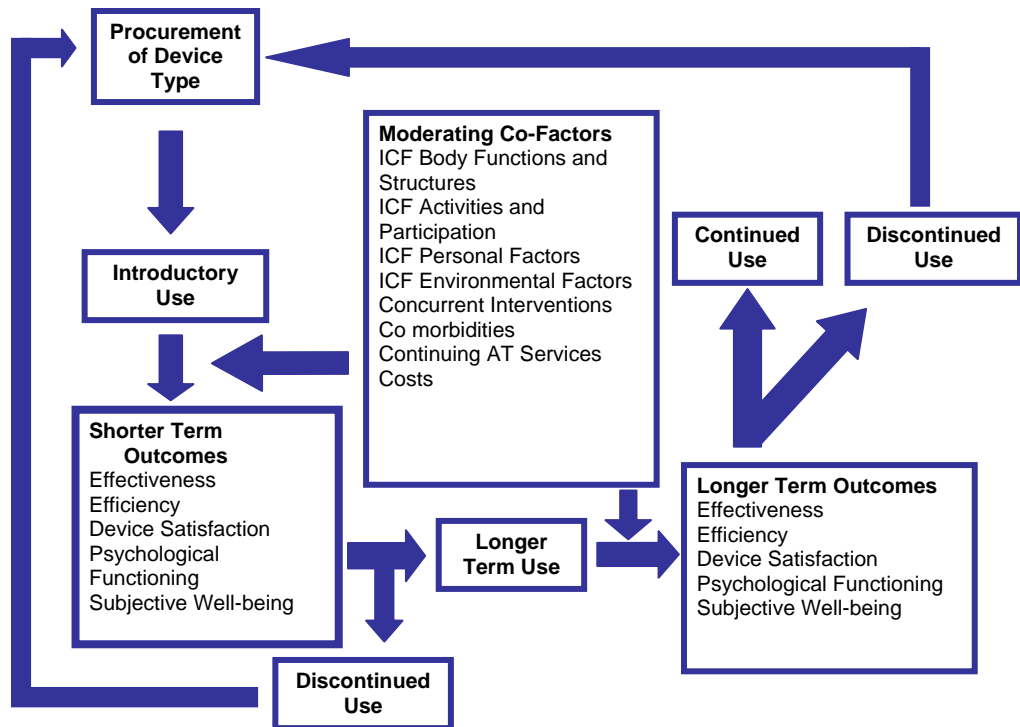 Procurement
of Device
Type
Moderating Co-Factors
ICF Body Functions and
Structures
ICF Activities and
Participation
ICF Personal Factors
ICF Environmental Factors
Concurrent Interventions
Co morbidities
Continuing AT Services
Costs
Continued
Use
Discontinued
Use
Introductory
Use
Shorter Term
Outcomes
Effectiveness
Efficiency
Device Satisfaction
Psychological
Functioning
Subjective Well-being
Longer
Term Use
Longer Term Outcomes
Effectiveness
Efficiency
Device Satisfaction
Psychological Functioning
Subjective Well-being
Discontinued
Use